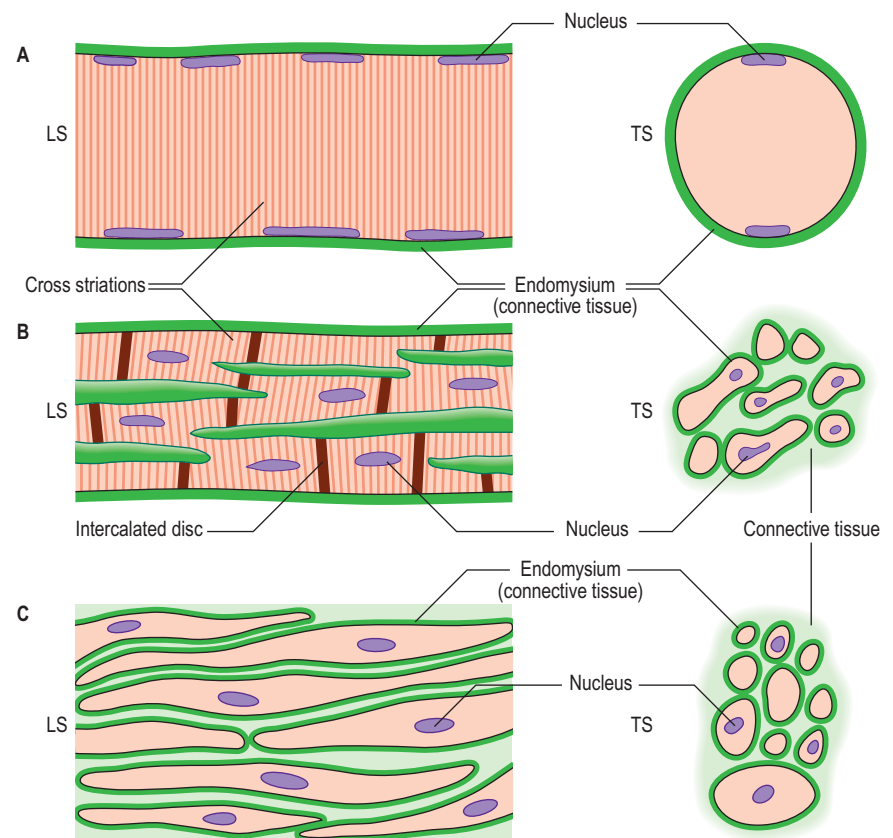 Nucleus
A
LS
TS
Cross striations
Endomysium
(connective tissue)
B
LS
TS
Intercalated disc
Nucleus
Connective tissue
Endomysium
(connective tissue)
C
Nucleus
LS
TS